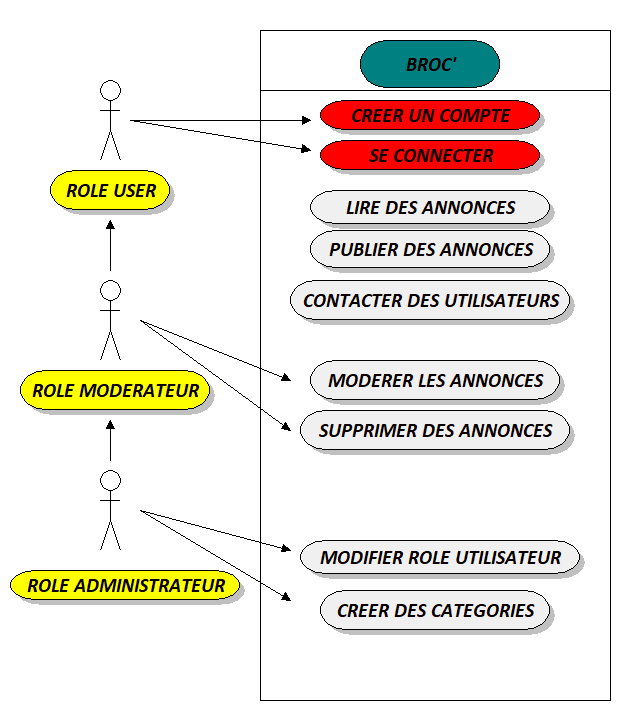 BROC'
CREER UN COMPTE
SE CONNECTER
ROLE USER
LIRE DES ANNONCES
PUBLIER DES ANNONCES
CONTACTER DES UTILISATEURS
ROLE MODERATEUR
MODERER LES ANNONCES
SUPPRIMER DES ANNONCES
MODIFIER ROLE UTILISATEUR
ROLE ADMINISTRATEUR
CREER DES CATEGORIES